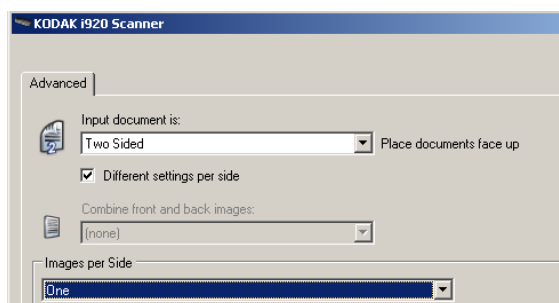 KODAK i920 Scanner
Advanced
Input document is:
2
Two Sided Place documents face up
Different settings per side
Combine front and back images:
(none)
Images per Side
One